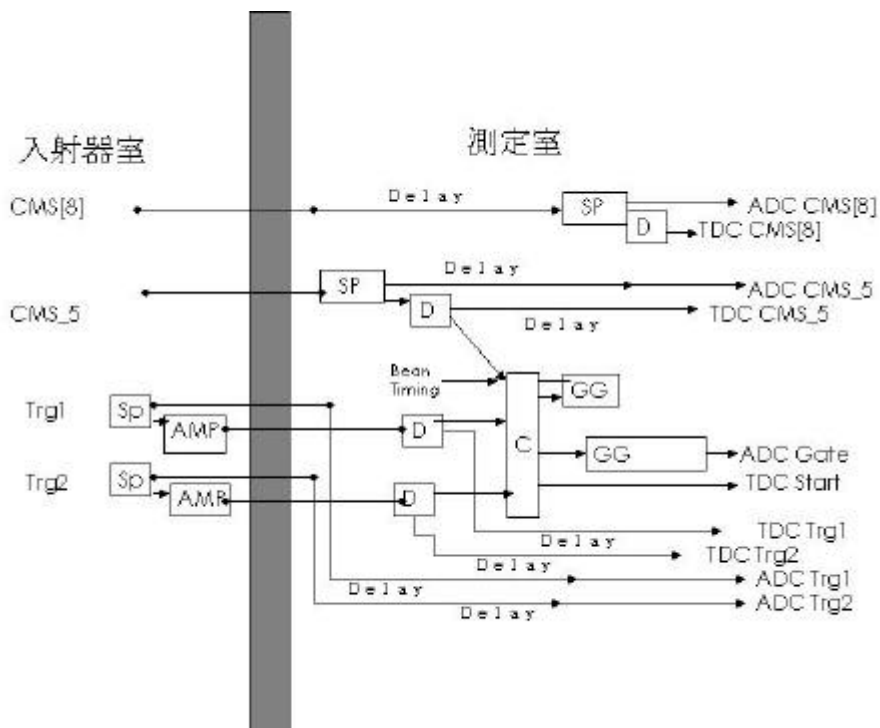 入射器室
測定室
CMS[8]
Delay
SP
D
ADC CMS[8]
TDC CMS[8]
CMS_5
SP
D
Delay
Delay
ADC CMS_5
TDC CMS_5
Bean
Timing
GG
C
Trg1
Sp
AMP
D
GG
ADC Gate
TDC Start
Trg2
Sp
AMP
D
Delay
TDC Trg1
Delay
TDC Trg2
Delay
ADC Trg1
Delay
ADC Trg2